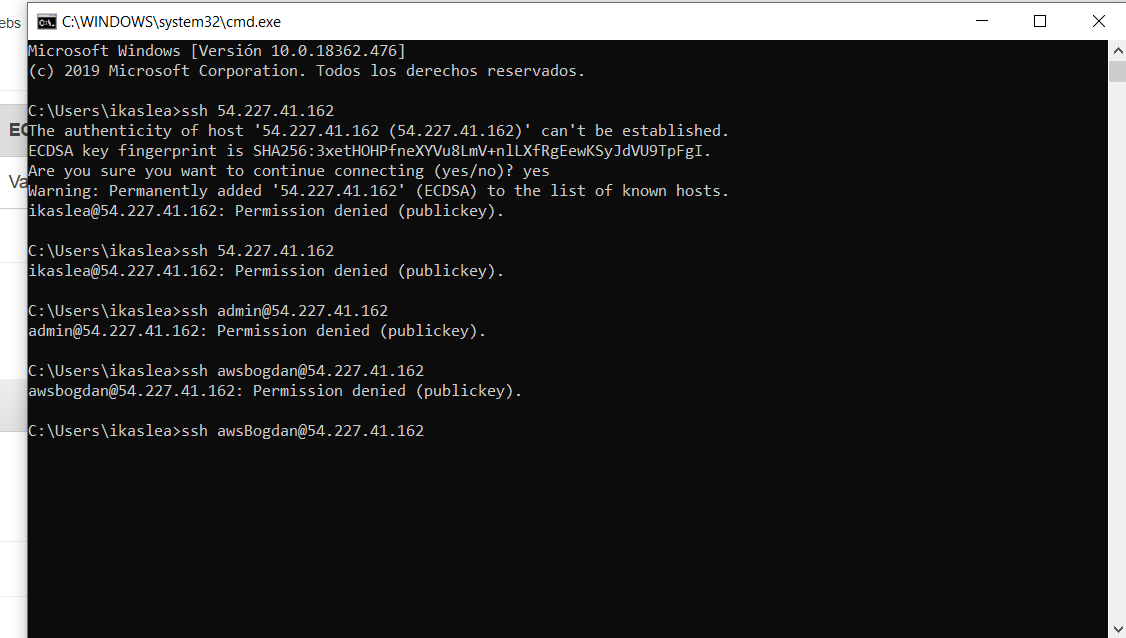 ebs
C:\WINDOWS\system32\cmd.exe
Microsoft Windows [Versión 10.0.18362.476]
(c) 2019 Microsoft Corporation. Todos los derechos reservados.
C:\Users\ikaslea>ssh 54.227.41.162
The authenticity of host '54.227.41.162 (54.227.41.162)' can't be established.
EC
ECDSA key fingerprint is SHA256:3xetHOHPfneXYVu8LmV+nlLXfRgEewKSyJdVU9TpFgI.
Are you sure you want to continue connecting (yes/no)? yes
Va
Warning: Permanently added '54.227.41.162' (ECDSA) to the list of known hosts.
ikaslea@54.227.41.162: Permission denied (publickey).
C:\Users\ikaslea>ssh 54.227.41.162
ikaslea@54.227.41.162: Permission denied (publickey).
C:\Users\ikaslea>ssh admin@54.227.41.162
admin@54.227.41.162: Permission denied (publickey).
C:\Users\ikaslea>ssh awsbogdan@54.227.41.162
awsbogdan@54.227.41.162: Permission denied (publickey).
C:\Users\ikaslea>ssh awsBogdan@54.227.41.162